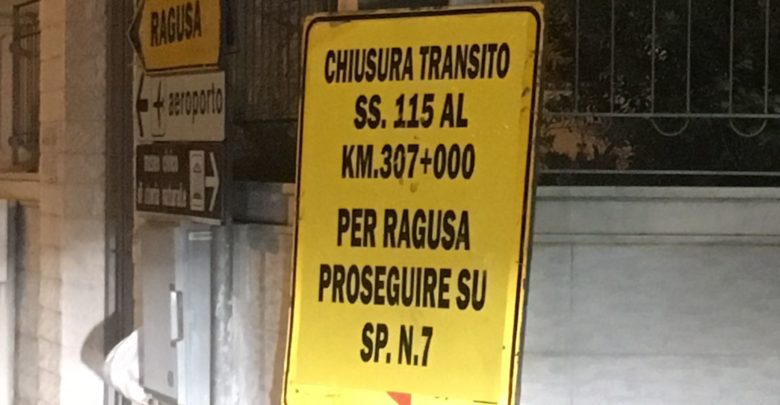 RAGUSA
aeroporto
CHIUSURA TRANSITO
SS. 115 AL
KM.307+000
PER RAGUSA
PROSEGUIRE SU
SP. N.7